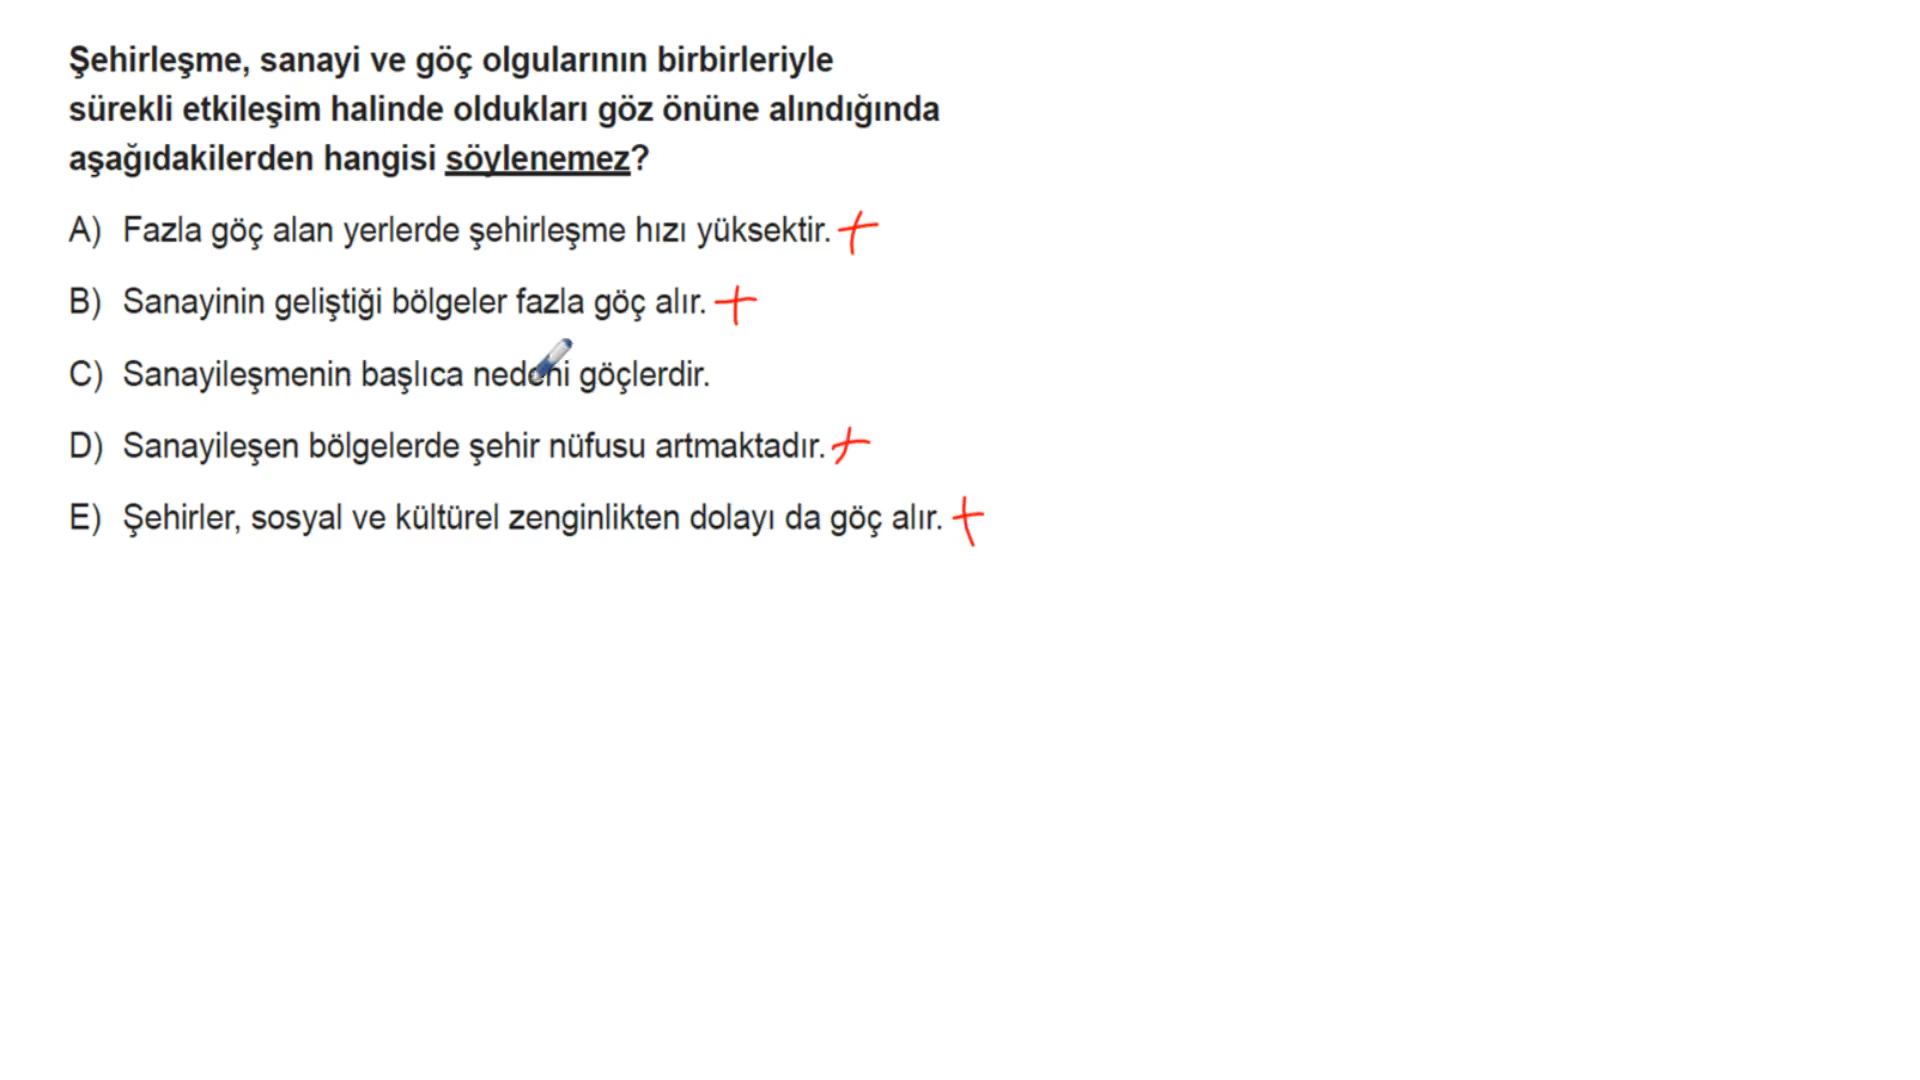 Şehirleşme, sanayi ve göç olgularının birbirleriyle
sürekli etkileşim halinde oldukları göz önüne alındığında
aşağıdakilerden hangisi söylenemez?
A) Fazla göç alan yerlerde şehirleşme hızı yüksektir. +
B) Sanayinin geliştiği bölgeler fazla göç alır. +
C) Sanayileşmenin başlıca nedeni göçlerdir.
D) Sanayileşen bölgelerde şehir nüfusu artmaktadır. +
E) Şehirler, sosyal ve kültürel zenginlikten dolayı da göç alır. +